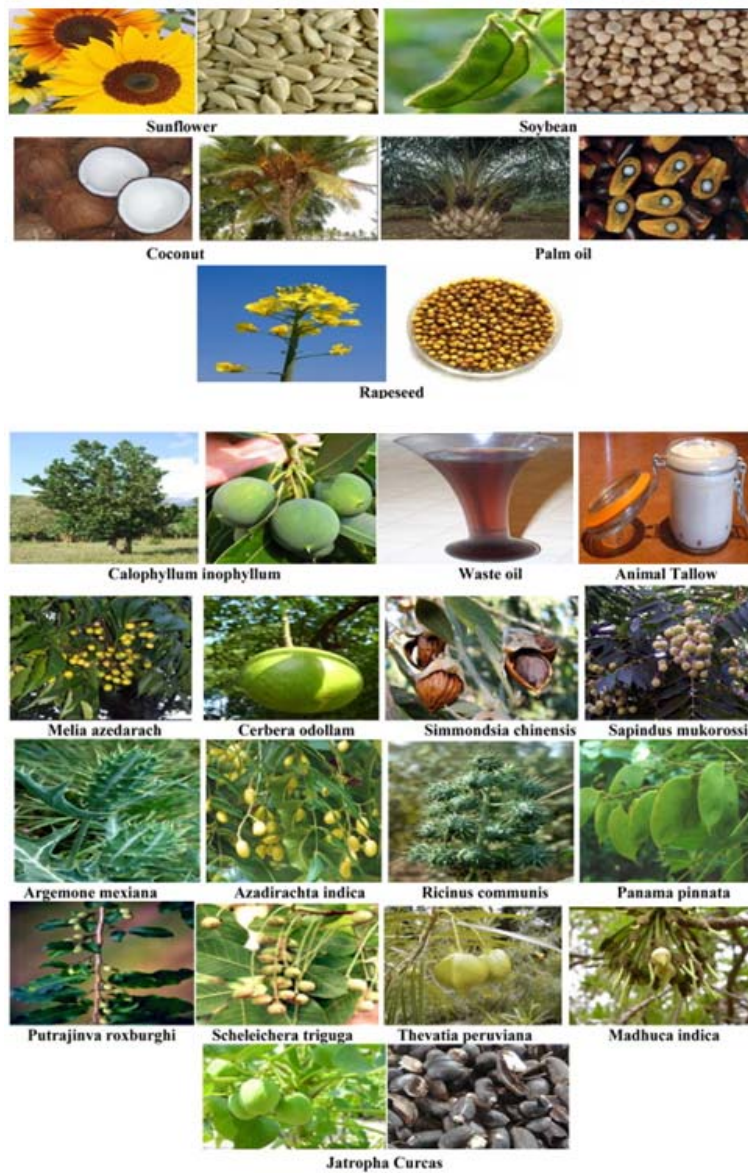 Sunflower Soybean
Coconut Palm oil
Rapeseed
Calophyllum inophyllum Waste oil Animal Tallow
Melia azedarach Cerbera odollam Simmondsia chinensis Sapindus mukorossi
Argemone mexiana Azadirachta indica Ricinus communis Panama pinnata
Putrajinva roxburghi Scheleichera triguga Thevatia peruviana Madhuca indica
Jatropha Curcas